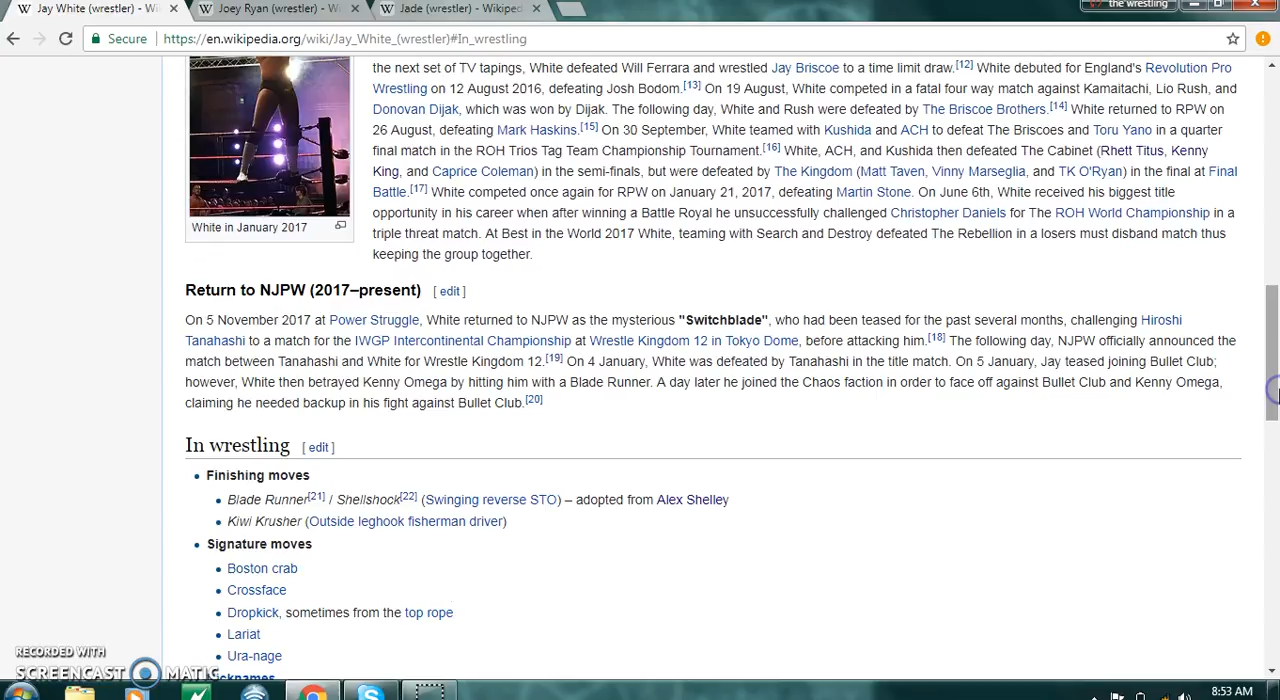 Jay White (wrestler) - Wi
Joey Ryan (wrestler) - W
Jade (wrestler) - Wikiped
the wrestling
Secure
https://en.wikipedia.org/wiki/Jay_White_(wrestler)#In_wrestling
the next set of TV tapings, White defeated Will Ferrara and wrestled Jay Briscoe to a time limit draw.[12] White debuted for England's Revolution Pro
Wrestling on 12 August 2016, defeating Josh Bodom.[13] On 19 August, White competed in a fatal four way match against Kamaitachi, Lio Rush, and
Donovan Dijak, which was won by Dijak. The following day, White and Rush were defeated by The Briscoe Brothers.[14] White returned to RPW on
26 August, defeating Mark Haskins.[15] On 30 September, White teamed with Kushida and ACH to defeat The Briscoes and Toru Yano in a quarter
final match in the ROH Trios Tag Team Championship Tournament.[16] White, ACH, and Kushida then defeated The Cabinet (Rhett Titus, Kenny
King, and Caprice Coleman) in the semi-finals, but were defeated by The Kingdom (Matt Taven, Vinny Marseglia, and TK O'Ryan) in the final at Final
Battle.[17] White competed once again for RPW on January 21, 2017, defeating Martin Stone. On June 6th, White received his biggest title
opportunity in his career when after winning a Battle Royal he unsuccessfully challenged Christopher Daniels for The ROH World Championship in a
triple threat match. At Best in the World 2017 White, teaming with Search and Destroy defeated The Rebellion in a losers must disband match thus
keeping the group together.
White in January 2017
Return to NJPW (2017–present) [ edit ]
On 5 November 2017 at Power Struggle, White returned to NJPW as the mysterious "Switchblade", who had been teased for the past several months, challenging Hiroshi
Tanahashi to a match for the IWGP Intercontinental Championship at Wrestle Kingdom 12 in Tokyo Dome, before attacking him.[18] The following day, NJPW officially announced the
match between Tanahashi and White for Wrestle Kingdom 12.[19] On 4 January, White was defeated by Tanahashi in the title match. On 5 January, Jay teased joining Bullet Club;
however, White then betrayed Kenny Omega by hitting him with a Blade Runner. A day later he joined the Chaos faction in order to face off against Bullet Club and Kenny Omega,
claiming he needed backup in his fight against Bullet Club.[20]
In wrestling [ edit ]
Finishing moves
Blade Runner[21] / Shellshock[22] (Swinging reverse STO) – adopted from Alex Shelley
Kiwi Krusher (Outside leghook fisherman driver)
Signature moves
Boston crab
Crossface
Dropkick, sometimes from the top rope
Lariat
Ura-nage
RECORDED WITH
SCREENCAST MATIC
8:53 AM